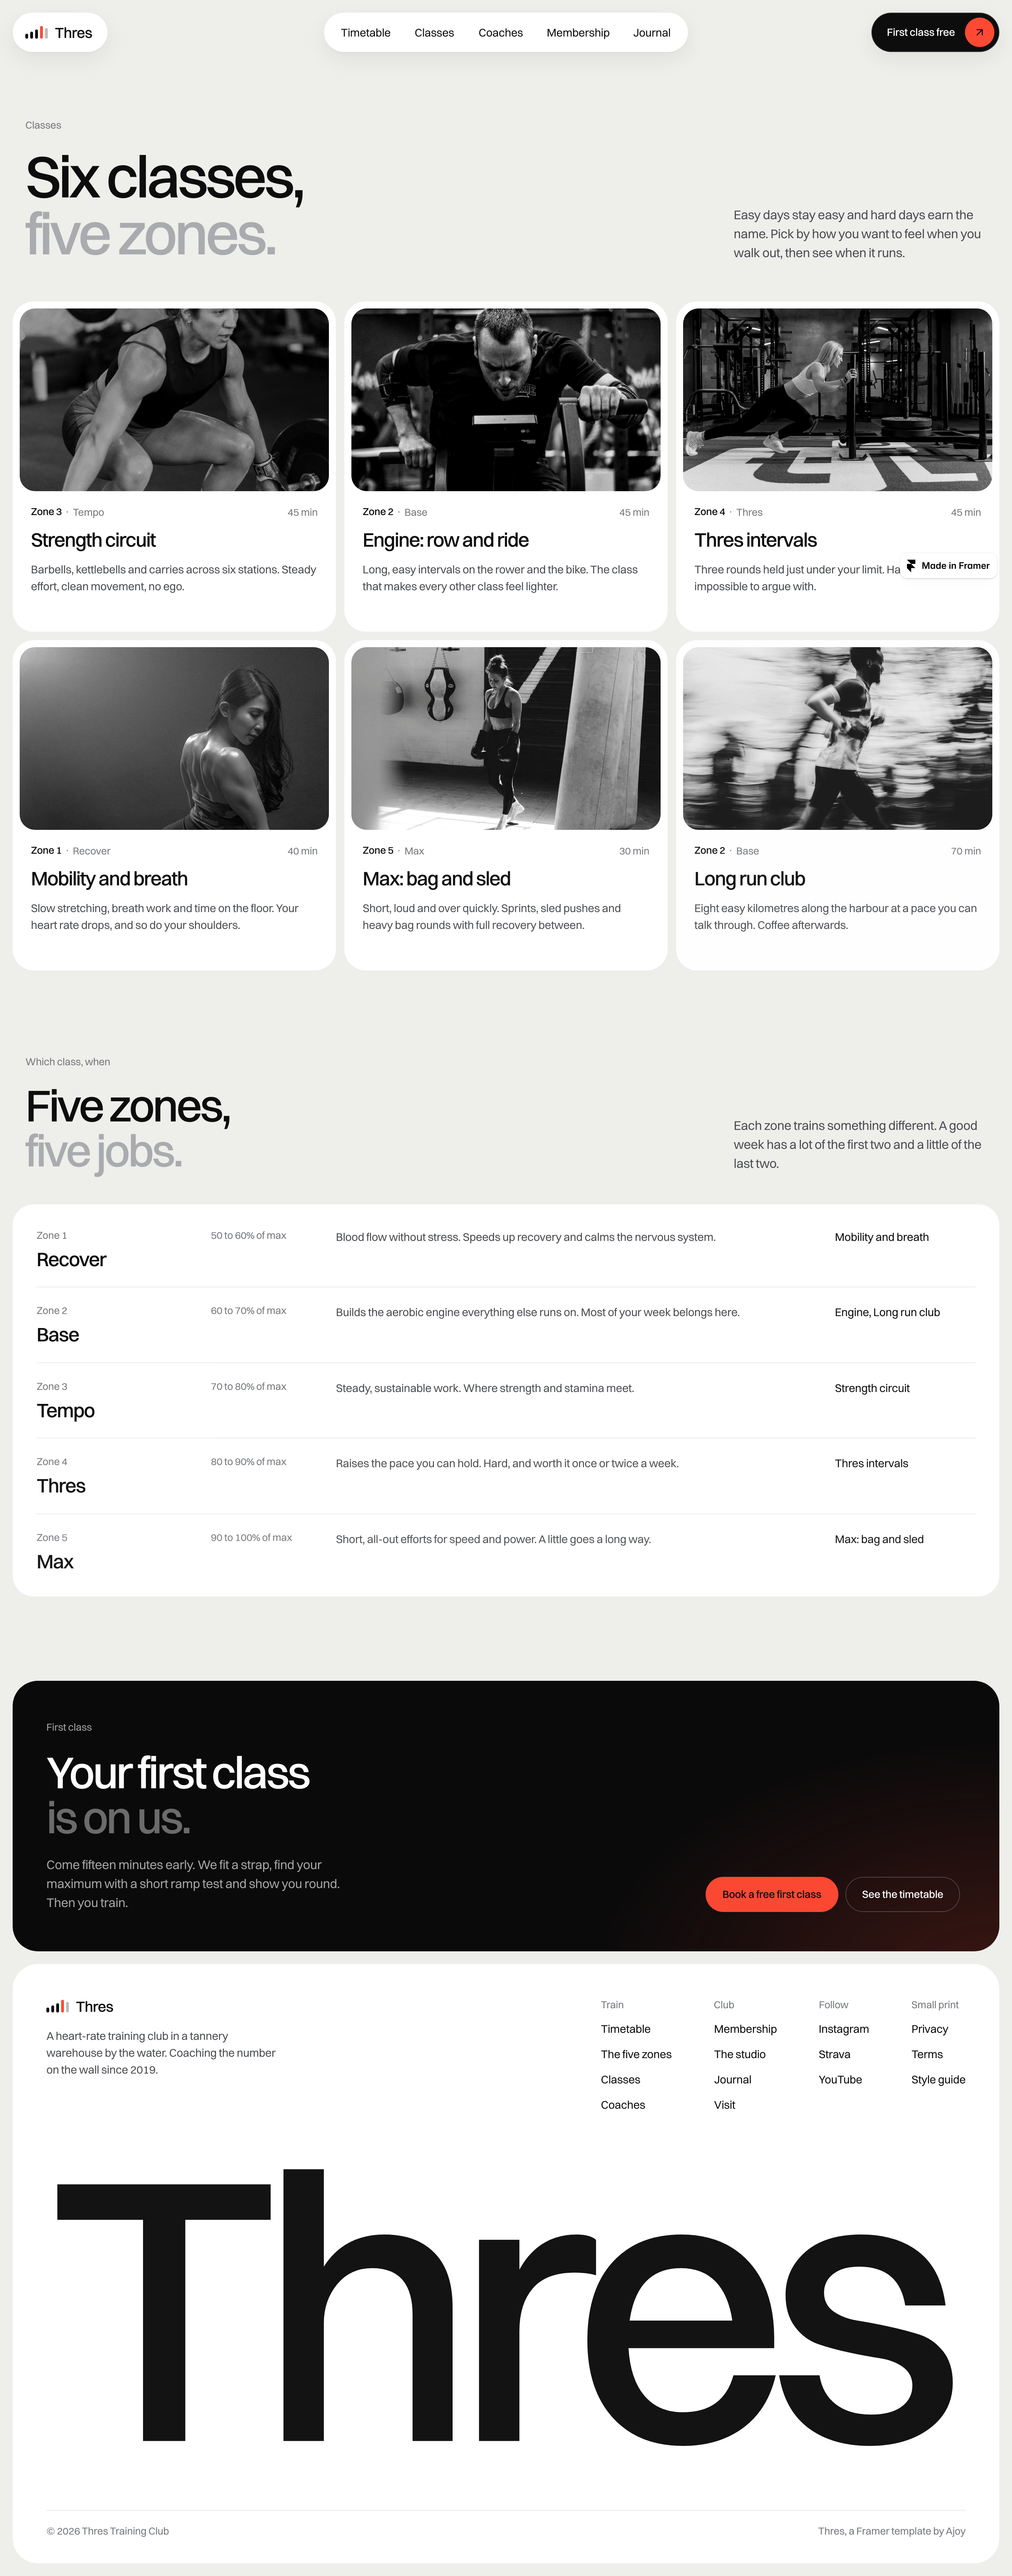 Thres
Timetable Classes Coaches Membership Journal
First class free
Classes
Six classes,
five zones.
Easy days stay easy and hard days earn the
name. Pick by how you want to feel when you
walk out, then see when it runs.
Zone 3 · Tempo 45 min
Strength circuit
Barbells, kettlebells and carries across six stations. Steady
effort, clean movement, no ego.
Zone 2 · Base 45 min
Engine: row and ride
Long, easy intervals on the rower and the bike. The class
that makes every other class feel lighter.
Zone 4 · Thres 45 min
Thres intervals
Three rounds held just under your limit.
impossible to argue with.
Made in Framer
Zone 1 · Recover 40 min
Mobility and breath
Slow stretching, breath work and time on the floor. Your
heart rate drops, and so do your shoulders.
Zone 5 · Max 30 min
Max: bag and sled
Short, loud and over quickly. Sprints, sled pushes and
heavy bag rounds with full recovery between.
Zone 2 · Base 70 min
Long run club
Eight easy kilometres along the harbour at a pace you can
talk through. Coffee afterwards.
Which class, when
Five zones,
five jobs.
Each zone trains something different. A good
week has a lot of the first two and a little of the
last two.
Zone 1
Recover
50 to 60% of max
Blood flow without stress. Speeds up recovery and calms the nervous system.
Mobility and breath
Zone 2
Base
60 to 70% of max
Builds the aerobic engine everything else runs on. Most of your week belongs here.
Engine, Long run club
Zone 3
Tempo
70 to 80% of max
Steady, sustainable work. Where strength and stamina meet.
Strength circuit
Zone 4
Thres
80 to 90% of max
Raises the pace you can hold. Hard, and worth it once or twice a week.
Thres intervals
Zone 5
Max
90 to 100% of max
Short, all-out efforts for speed and power. A little goes a long way.
Max: bag and sled
First class
Your first class
is on us.
Come fifteen minutes early. We fit a strap, find your
maximum with a short ramp test and show you round.
Then you train.
Book a free first class
See the timetable
Thres
A heart-rate training club in a tannery
warehouse by the water. Coaching the number
on the wall since 2019.
Train
Timetable
The five zones
Classes
Coaches
Club
Membership
The studio
Journal
Visit
Follow
Instagram
Strava
YouTube
Small print
Privacy
Terms
Style guide
Thres
© 2026 Thres Training Club
Thres, a Framer template by Ajoy